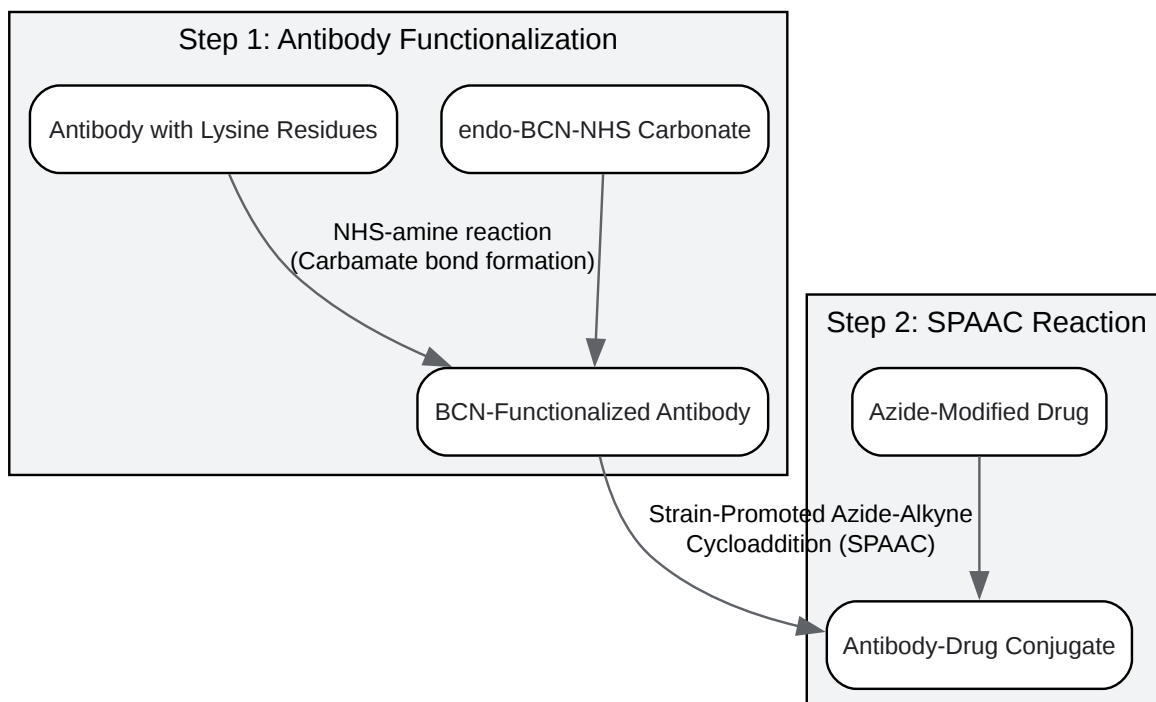 Step 1: Antibody Functionalization
Antibody with Lysine Residues
endo-BCN-NHS Carbonate
NHS-amine reaction
(Carbamate bond formation)
BCN-Functionalized Antibody
Step 2: SPAAC Reaction
Azide-Modified Drug
Strain-Promoted Azide-Alkyne
Cycloaddition (SPAAC)
Antibody-Drug Conjugate